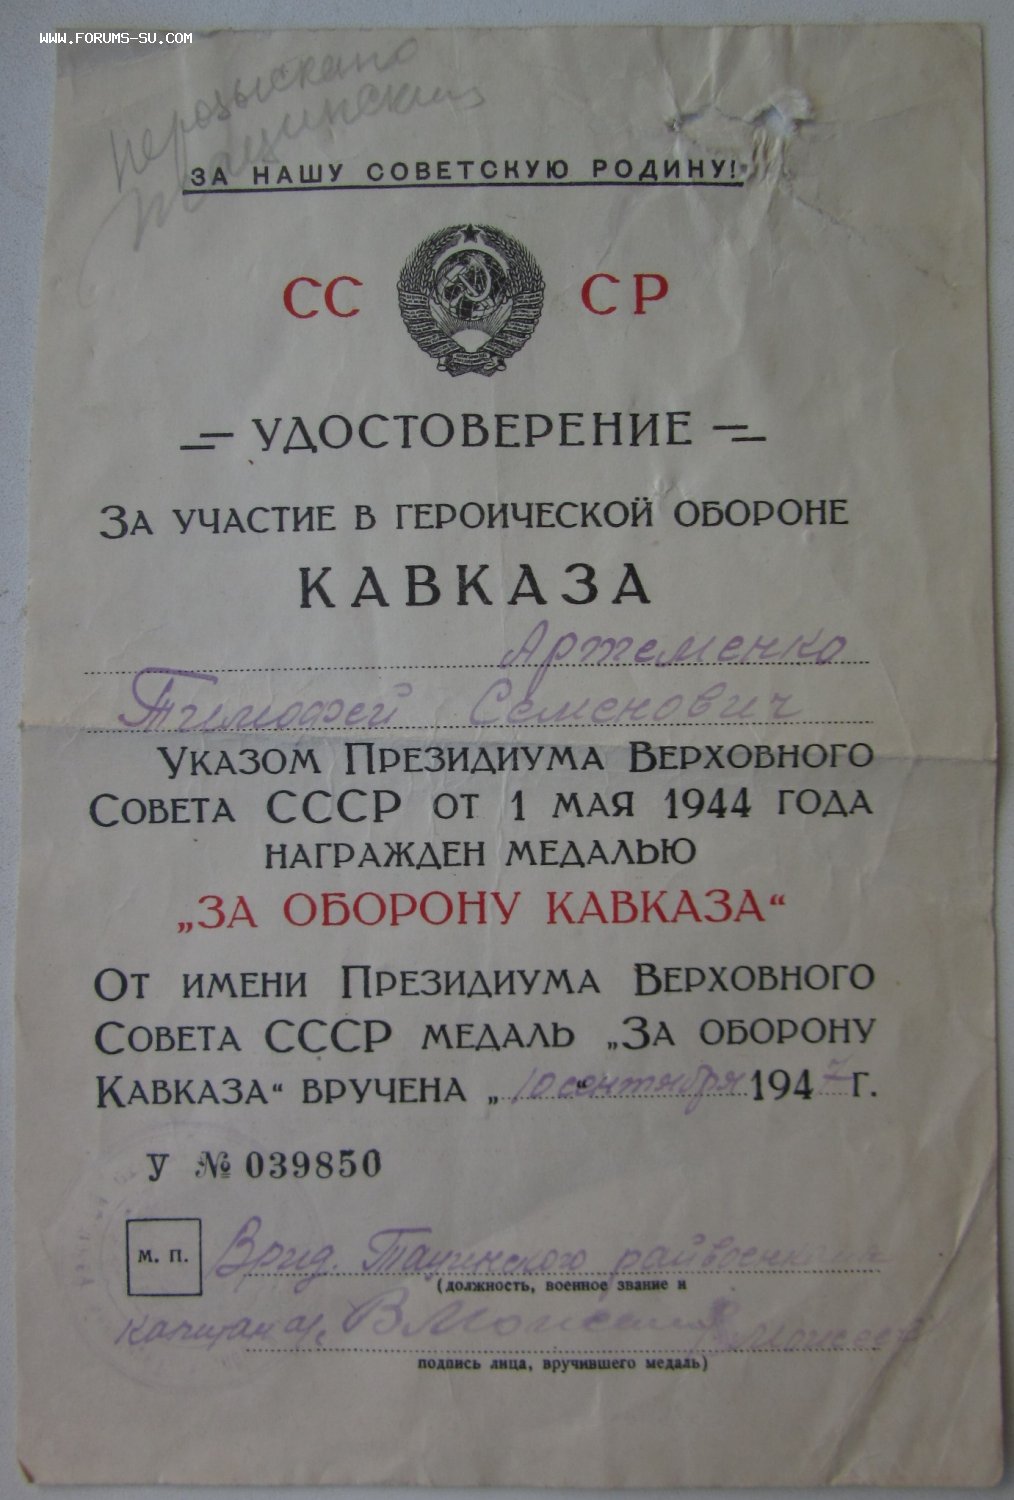 WWW.FORUMS-SU.COM
ЗА НАШУ СОВЕТСКУЮ РОДИНУ!
СС СР
УДОСТОВЕРЕНИЕ
ЗА УЧАСТИЕ В ГЕРОИЧЕСКОЙ ОБОРОНЕ
КАВКАЗА
Артеменко
Тимофей Семенович
УКАЗОМ ПРЕЗИДИУМА ВЕРХОВНОГО
СОВЕТА СССР ОТ 1 МАЯ 1944 ГОДА
НАГРАЖДЕН МЕДАЛЬЮ
„ЗА ОБОРОНУ КАВКАЗА“
ОТ ИМЕНИ ПРЕЗИДИУМА ВЕРХОВНОГО
СОВЕТА СССР МЕДАЛЬ „ЗА ОБОРОНУ
КАВКАЗА“ ВРУЧЕНА „10“ сентября 1947 г.
У № 039850
М. П.
Врид. райвоенкома
(должность, военное звание и
капитан
подпись лица, вручившего медаль)